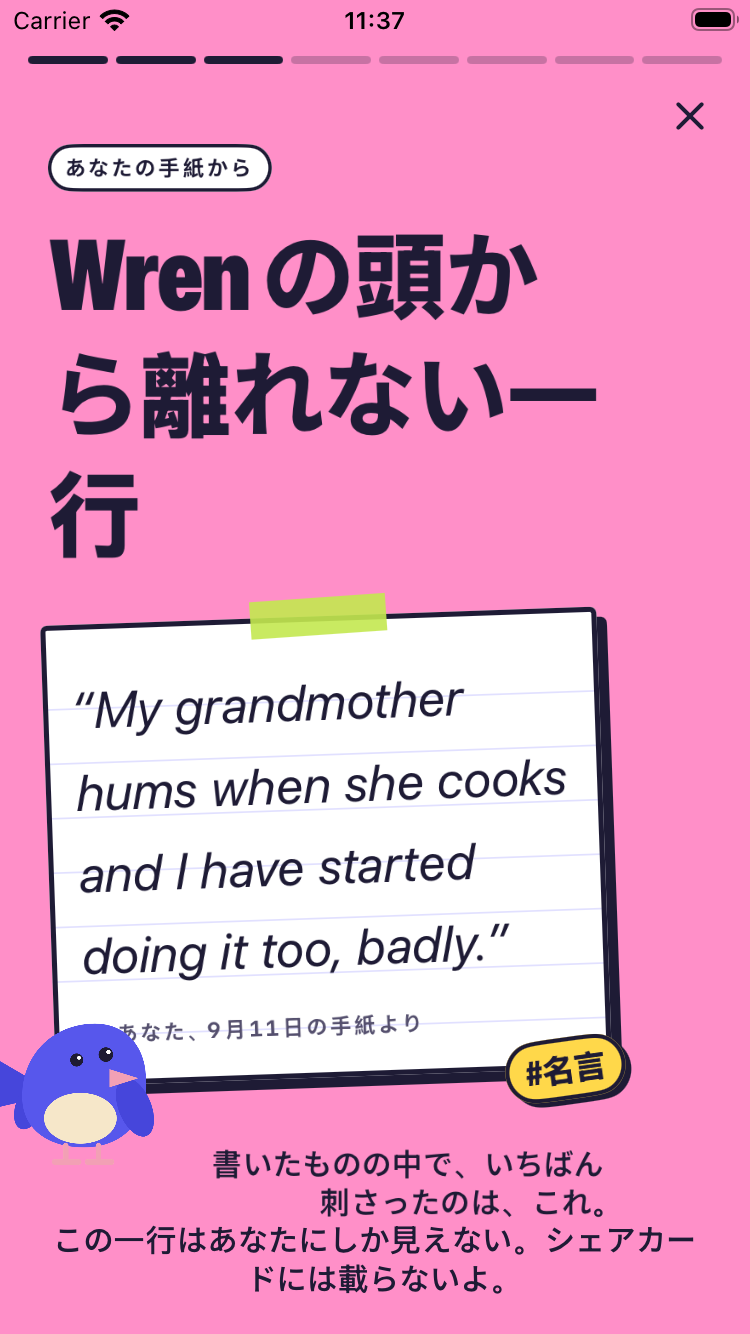 Carrier
11:37
あなたの手紙から
Wren の頭か
ら離れない一
行
“My grandmother
hums when she cooks
and I have started
doing it too, badly.”
あなた、9月11日の手紙より
#名言
書いたものの中で、いちばん
刺さったのは、これ。
この一行はあなたにしか見えない。シェアカー
ドには載らないよ。